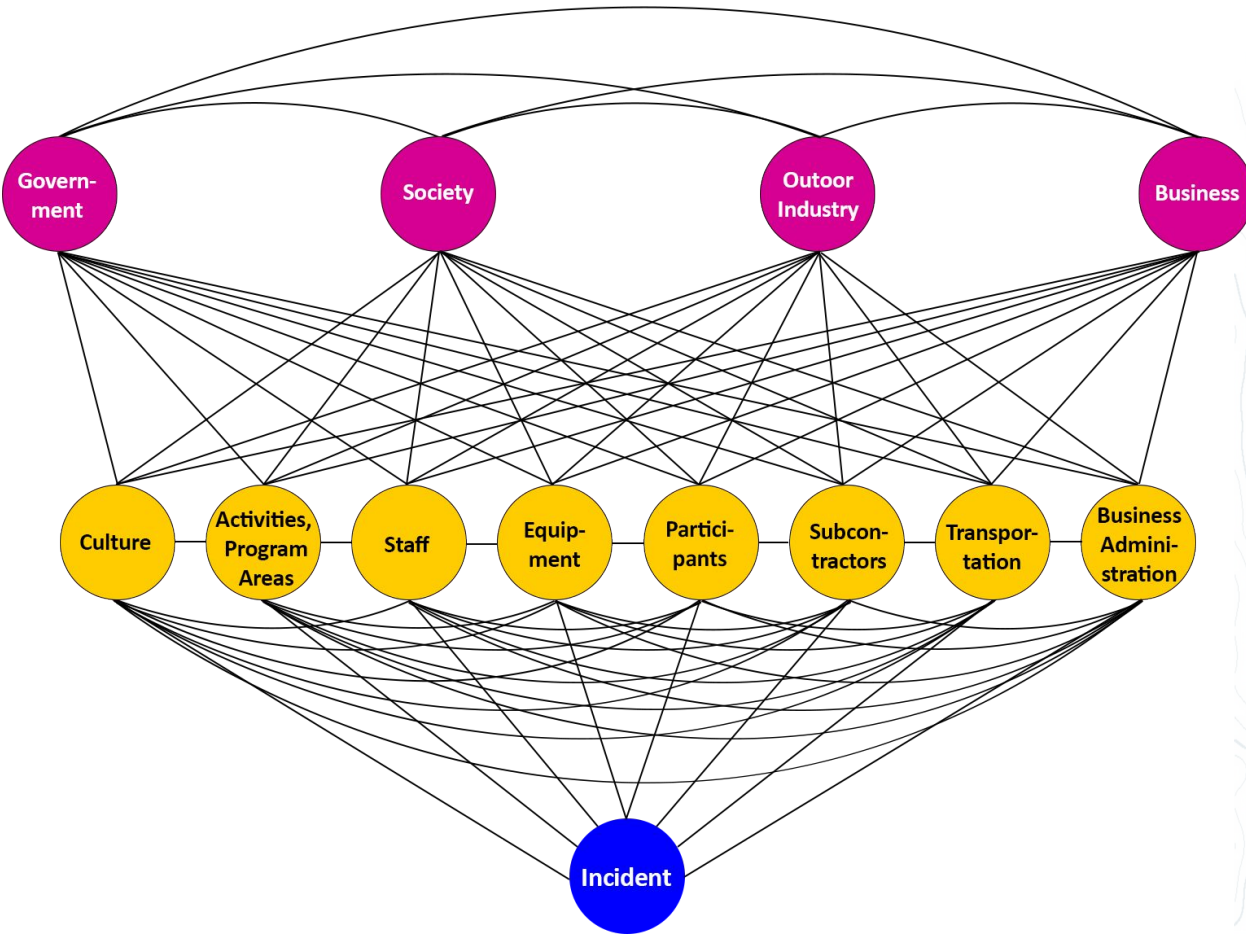 Govern-
ment
Society
Outoor
Industry
Business
Culture
Activities,
Program
Areas
Staff
Equip-
ment
Partici-
pants
Subcon-
tractors
Transpor-
tation
Business
Admini-
stration
Incident